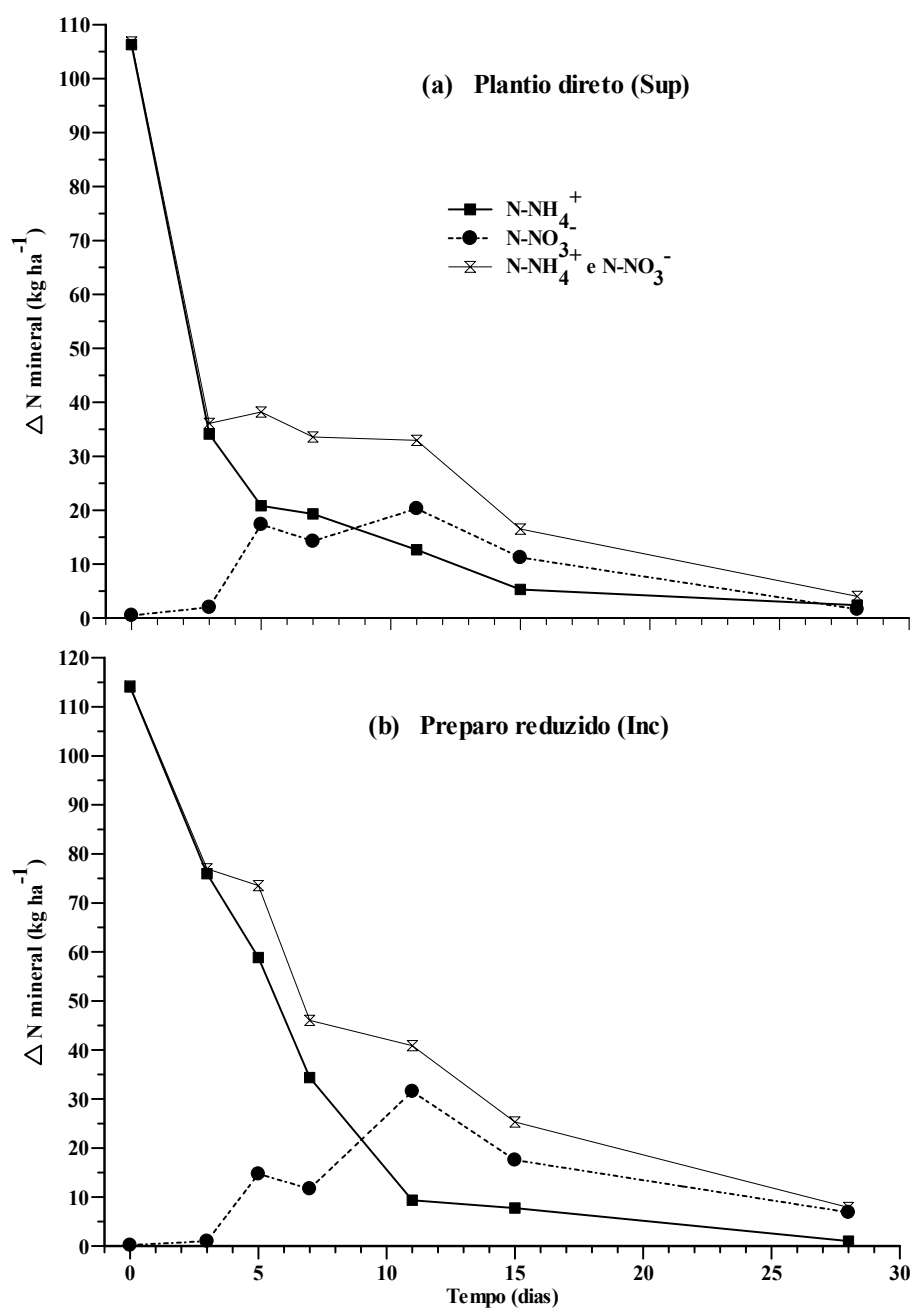 110
100
90
80
70
60
50
40
30
20
10
0
△ N mineral (kg ha⁻¹)
(a) Plantio direto (Sup)
N-NH₄⁺
N-NO₃⁻
N-NH₄⁺ e N-NO₃⁻
120
110
100
90
80
70
60
50
40
30
20
10
0
△ N mineral (kg ha⁻¹)
(b) Preparo reduzido (Inc)
0 5 10 15 20 25 30
Tempo (dias)